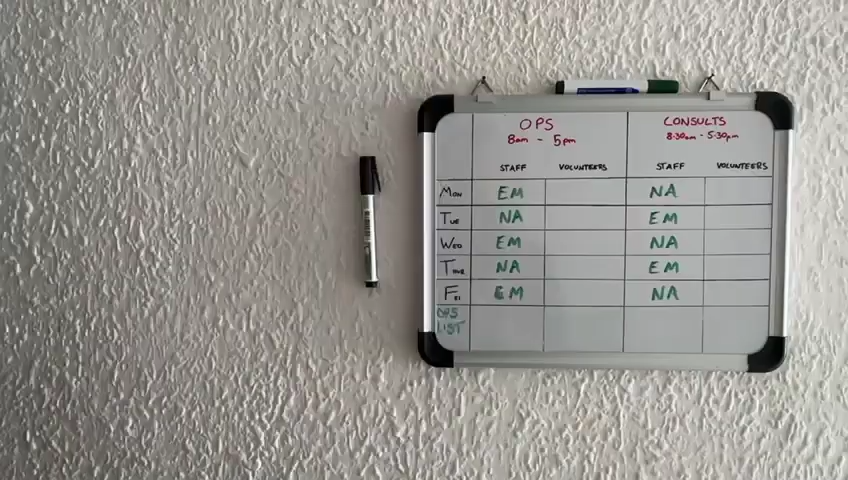 OPS CONSULTS
8am - 5pm 8·30am - 5·30pm
STAFF VOLUNTEERS STAFF VOLUNTEERS
MON EM NA
TUE NA EM
WED EM NA
THUR NA EM
FRI EM NA
OPS
LIST